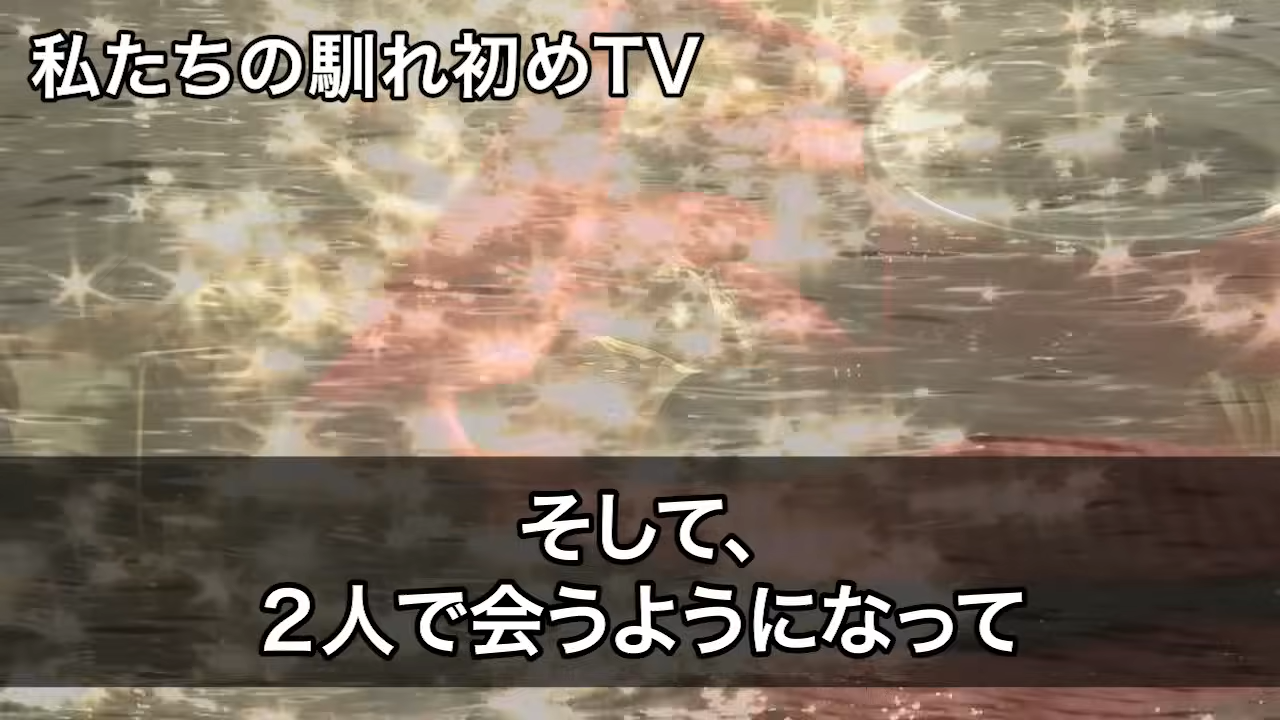 私たちの馴れ初めTV
そして、
２人で会うようになって